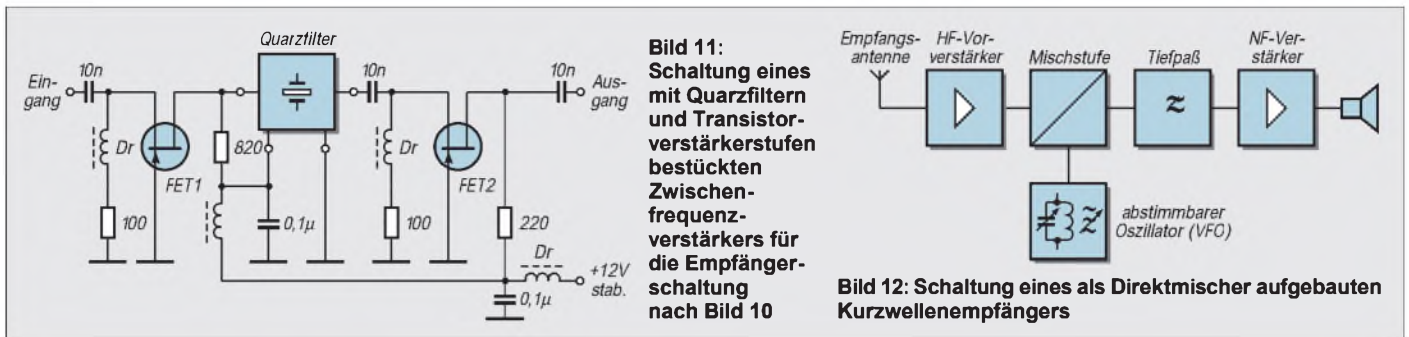 Quarzfilter
Ein-
gang
10n
10n
10n
Aus-
gang
Dr
FET1
820
Dr
FET2
100
0,1µ
100
220
Dr
+12V
stab.
0,1µ
Bild 11:
Schaltung eines
mit Quarzfiltern
und Transistor-
verstärkerstufen
bestückten
Zwischen-
frequenz-
verstärkers für
die Empfänger-
schaltung
nach Bild 10
Empfangs-
antenne
HF-Vor-
verstärker
Mischstufe
Tiefpaß
NF-Ver-
stärker
abstimmbarer
Oszillator (VFO)
Bild 12: Schaltung eines als Direktmischer aufgebauten
Kurzwellenempfängers